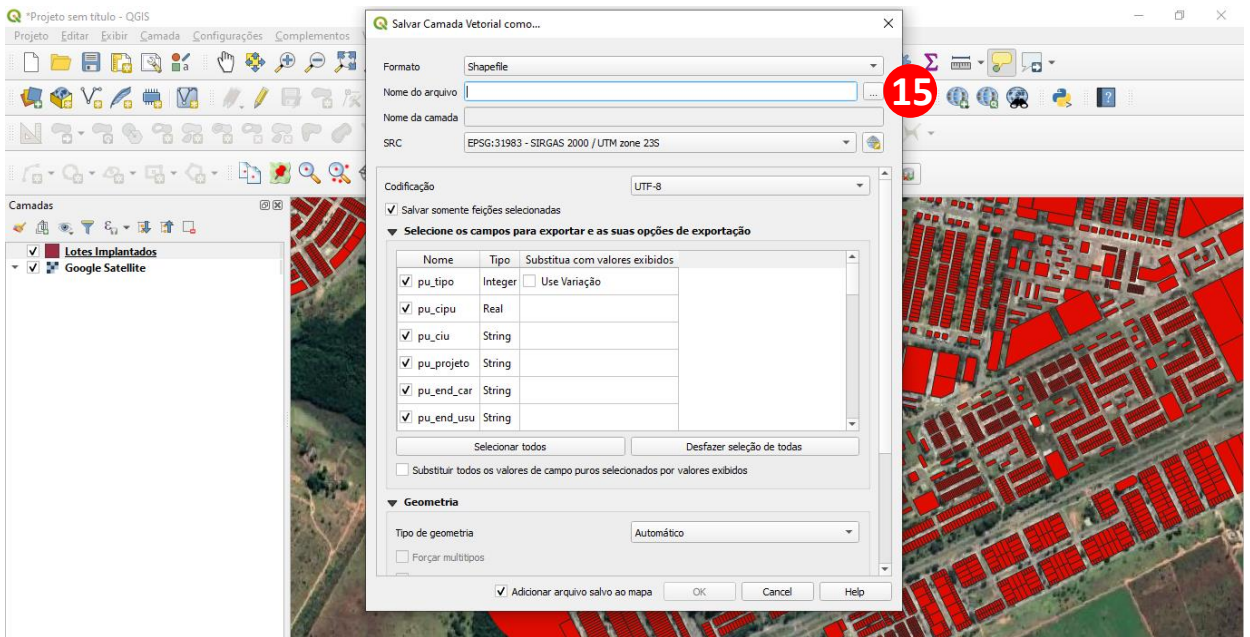 *Projeto sem título - QGIS
Projeto Editar Exibir Camada Configurações Complementos
Salvar Camada Vetorial como...
Formato Shapefile
Nome do arquivo ...
15
Nome da camada
SRC EPSG:31983 - SIRGAS 2000 / UTM zone 23S
Camadas
Lotes Implantados
Google Satellite
Codificação UTF-8
Salvar somente feições selecionadas
Selecione os campos para exportar e as suas opções de exportação
Nome Tipo Substitua com valores exibidos
pu_tipo Integer Use Variação
pu_cipu Real
pu_ciu String
pu_projeto String
pu_end_car String
pu_end_usu String
Selecionar todos Desfazer seleção de todas
Substituir todos os valores de campo puros selecionados por valores exibidos
Geometria
Tipo de geometria Automático
Forçar multitipos
Adicionar arquivo salvo ao mapa OK Cancel Help